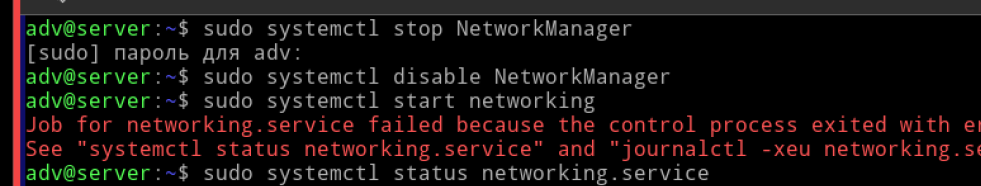 adv@server:~$ sudo systemctl stop NetworkManager
[sudo] пароль для adv:
adv@server:~$ sudo systemctl disable NetworkManager
adv@server:~$ sudo systemctl start networking
Job for networking.service failed because the control process exited with
See "systemctl status networking.service" and "journalctl -xeu
adv@server:~$ sudo systemctl status networking.service